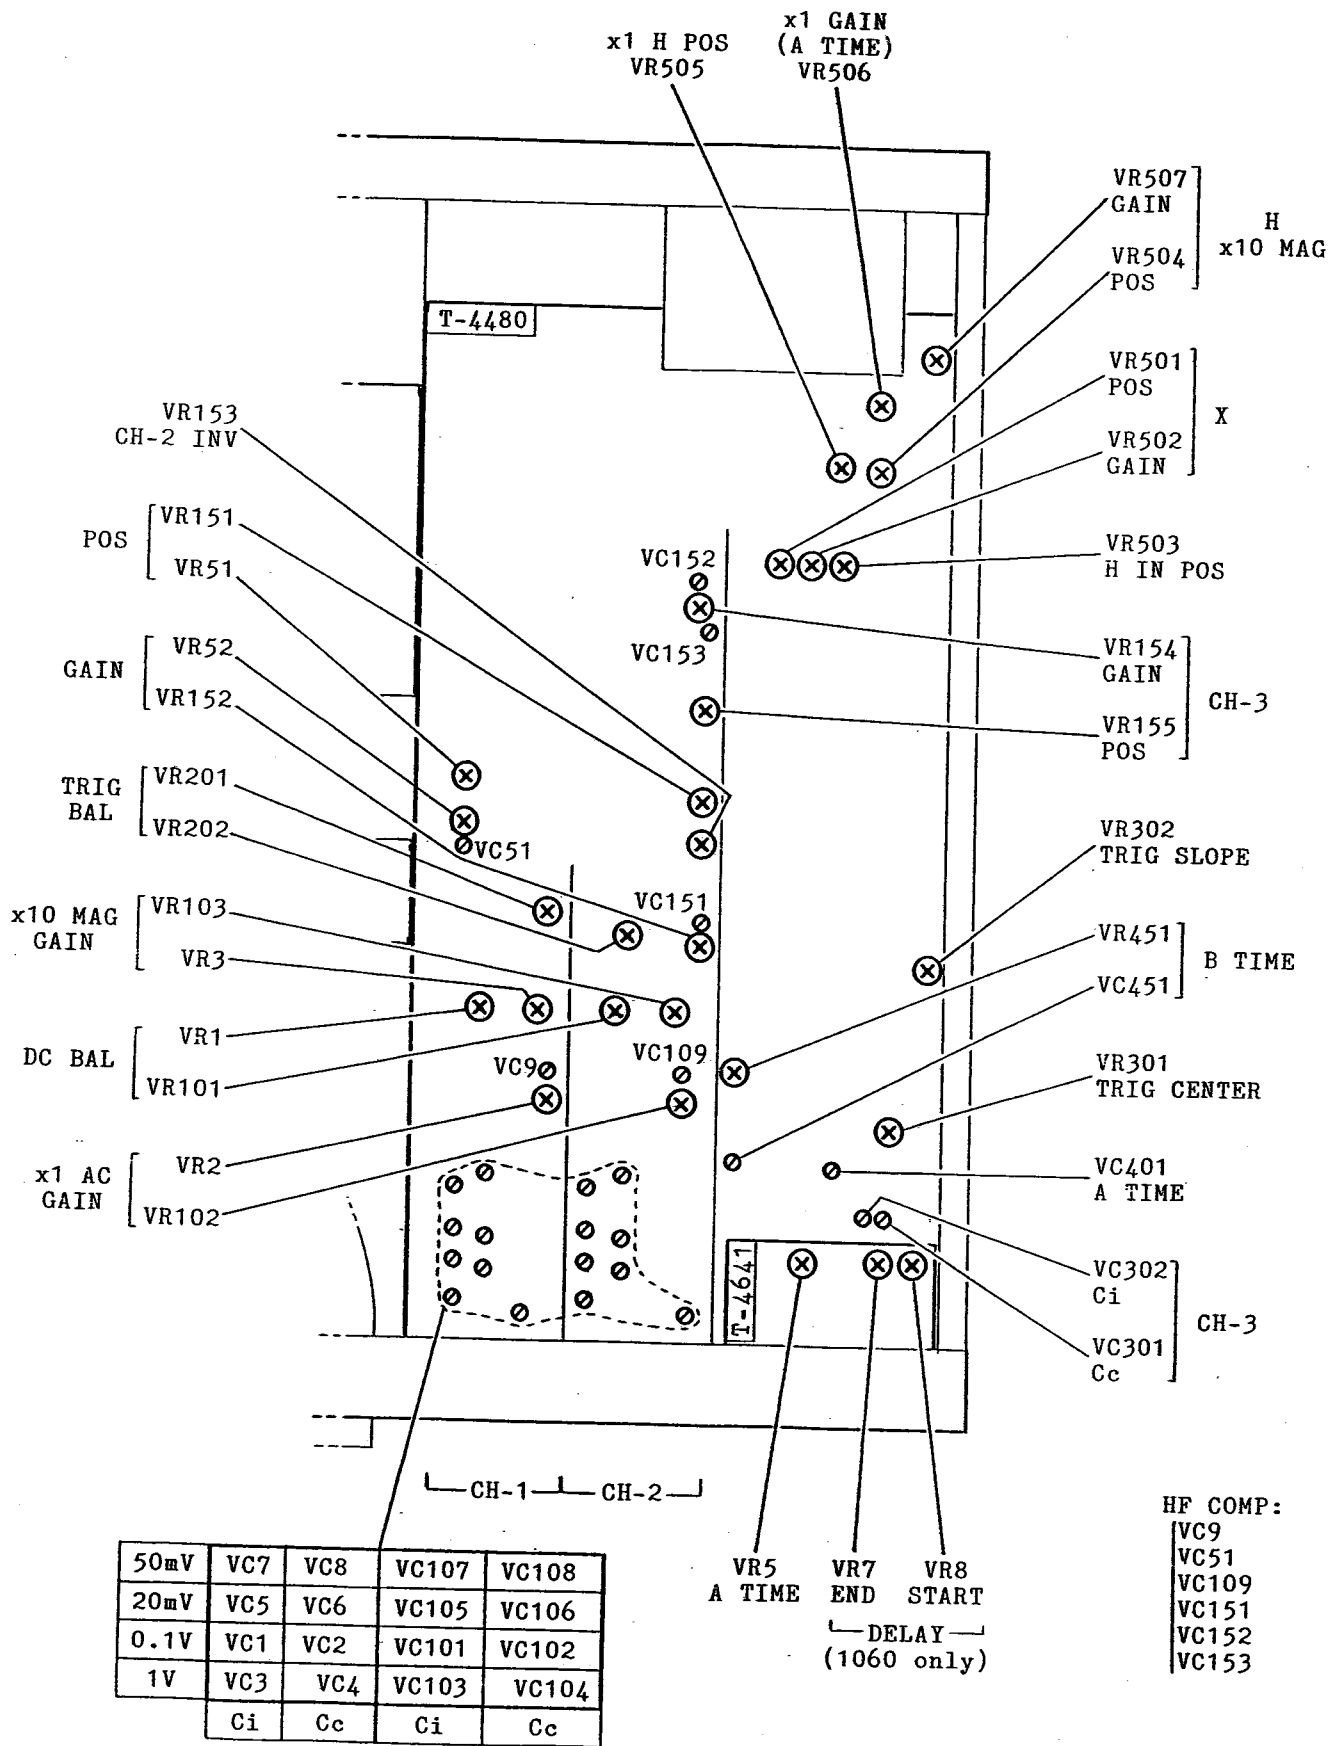 x1 H POS
VR505
x1 GAIN
(A TIME)
VR506
VR507
GAIN
VR504
POS
H
x10 MAG
T-4480
VR501
POS
VR502
GAIN
X
VR153
CH-2 INV
POS
VR151
VR51
VR503
H IN POS
VC152
VC153
GAIN
VR52
VR152
VR154
GAIN
VR155
POS
CH-3
TRIG
BAL
VR201
VR202
VC51
VR302
TRIG SLOPE
x10 MAG
GAIN
VR103
VR3
VC151
VR451
VC451
B TIME
DC BAL
VR1
VR101
VC9
VC109
VR301
TRIG CENTER
x1 AC
GAIN
VR2
VR102
VC401
A TIME
T-4641
VC302
Ci
VC301
Cc
CH-3
CH-1
CH-2
50mV VC7 VC8 VC107 VC108
20mV VC5 VC6 VC105 VC106
0.1V VC1 VC2 VC101 VC102
1V VC3 VC4 VC103 VC104
Ci Cc Ci Cc
VR5
A TIME
VR7
END
VR8
START
DELAY
(1060 only)
HF COMP:
VC9
VC51
VC109
VC151
VC152
VC153